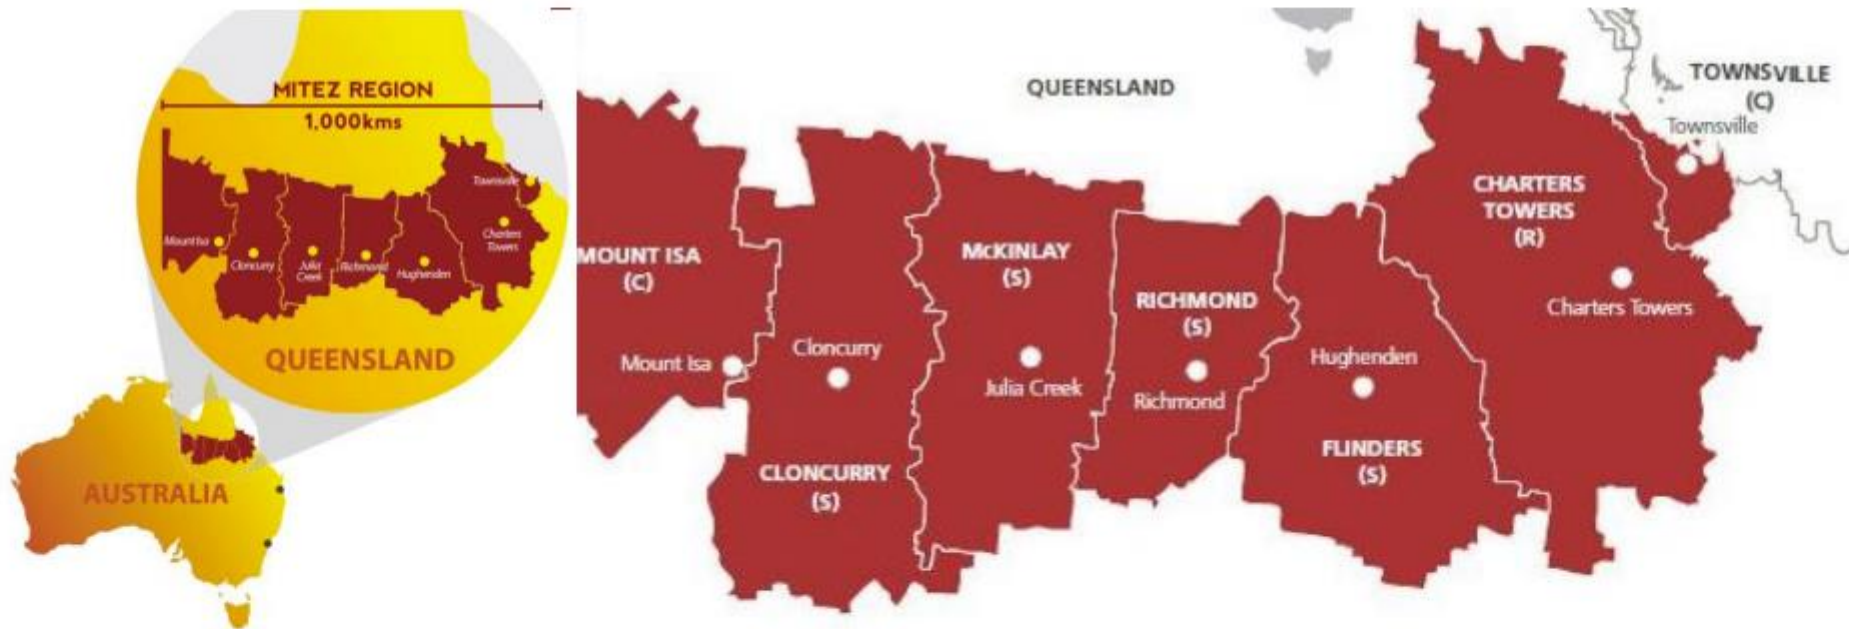 MITEZ REGION
1,000kms
Townsville
Charters
Towers
Mount Isa
Cloncurry
Julia
Creek
Richmond
Hughenden
QUEENSLAND
AUSTRALIA
QUEENSLAND
TOWNSVILLE
(C)
Townsville
CHARTERS
TOWERS
(R)
Charters Towers
MOUNT ISA
(C)
Mount Isa
Cloncurry
CLONCURRY
(S)
McKINLAY
(S)
Julia Creek
RICHMOND
(S)
Richmond
Hughenden
FLINDERS
(S)